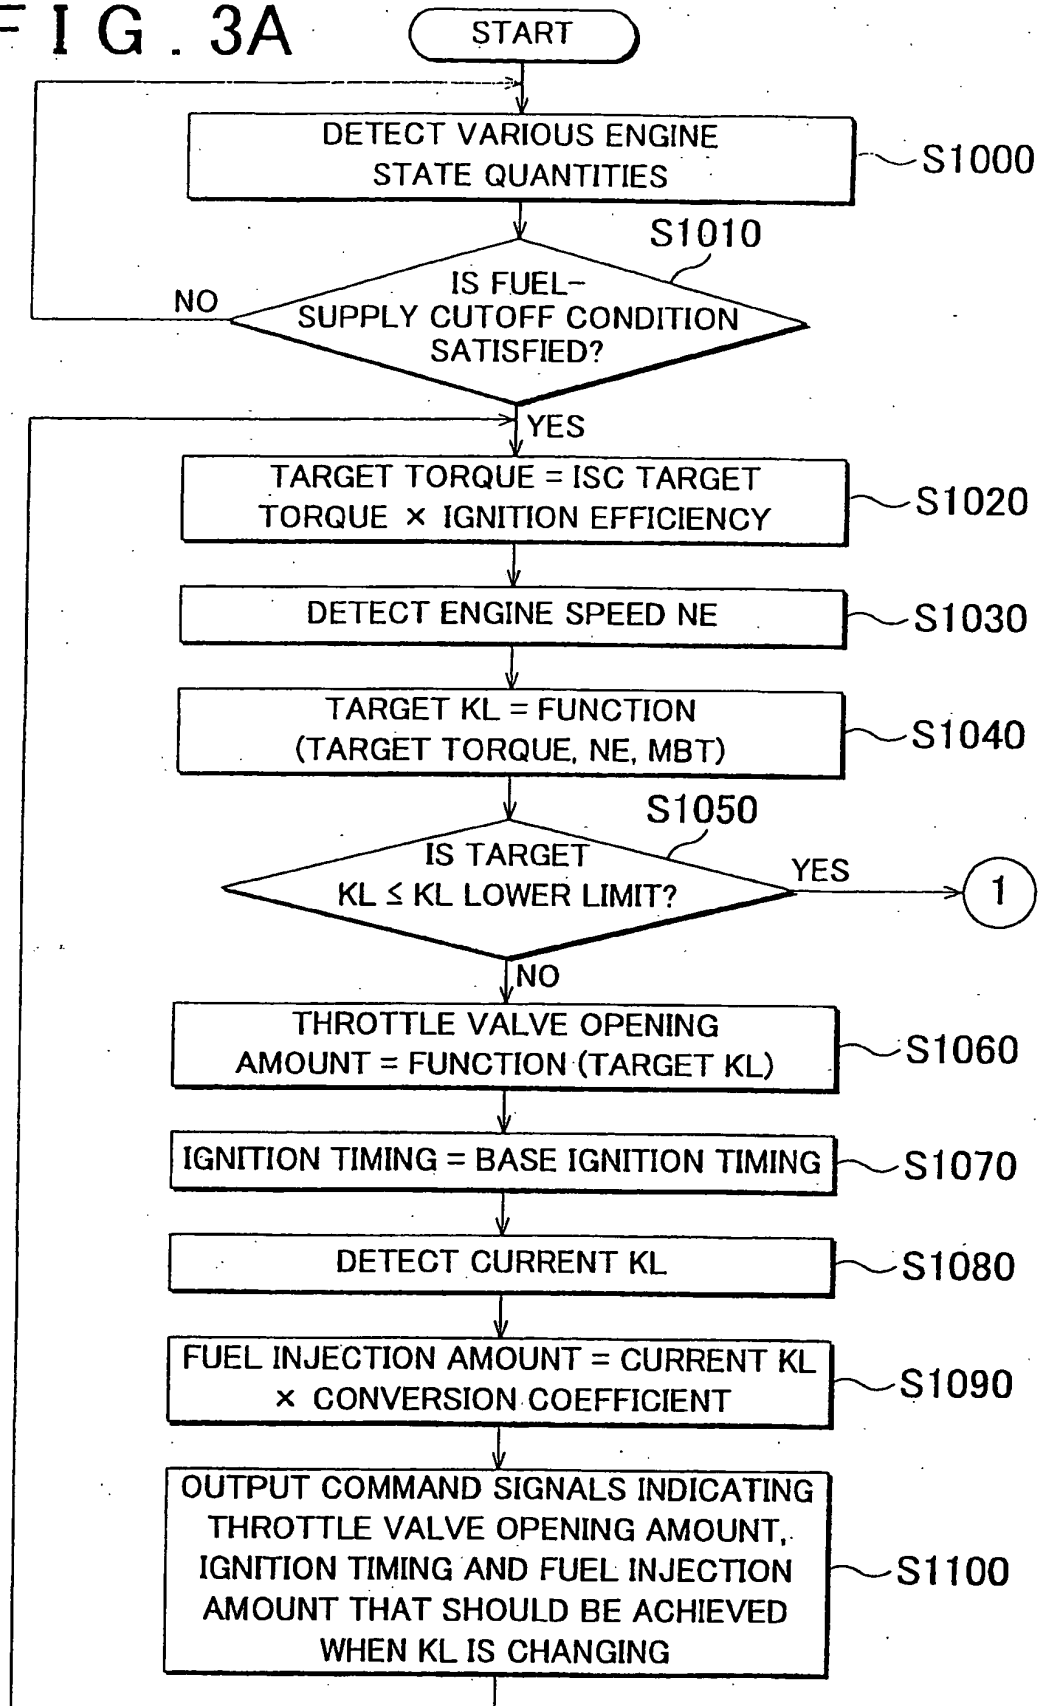 FIG. 3A
START
DETECT VARIOUS ENGINE
STATE QUANTITIES
S1000
S1010
IS FUEL-
SUPPLY CUTOFF CONDITION
SATISFIED?
NO
YES
TARGET TORQUE = ISC TARGET
TORQUE × IGNITION EFFICIENCY
S1020
DETECT ENGINE SPEED NE
S1030
TARGET KL = FUNCTION
(TARGET TORQUE, NE, MBT)
S1040
S1050
IS TARGET
KL ≤ KL LOWER LIMIT?
YES
1
NO
THROTTLE VALVE OPENING
AMOUNT = FUNCTION (TARGET KL)
S1060
IGNITION TIMING = BASE IGNITION TIMING
S1070
DETECT CURRENT KL
S1080
FUEL INJECTION AMOUNT = CURRENT KL
× CONVERSION COEFFICIENT
S1090
OUTPUT COMMAND SIGNALS INDICATING
THROTTLE VALVE OPENING AMOUNT,
IGNITION TIMING AND FUEL INJECTION
AMOUNT THAT SHOULD BE ACHIEVED
WHEN KL IS CHANGING
S1100